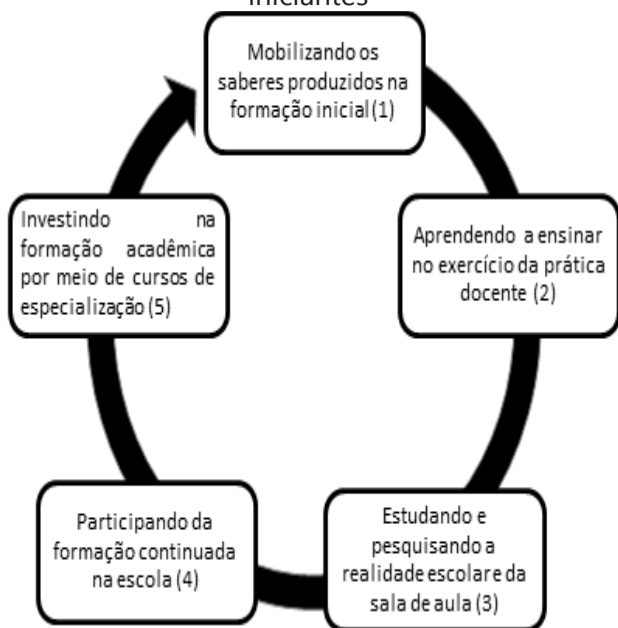 iniciantes
Mobilizando os
saberes produzidos na
formação inicial (1)
Aprendendo a ensinar
no exercício da prática
docente (2)
Estudando e
pesquisando a
realidade escolar e da
sala de aula (3)
Participando da
formação continuada
na escola (4)
Investindo na
formação acadêmica
por meio de cursos de
especialização (5)